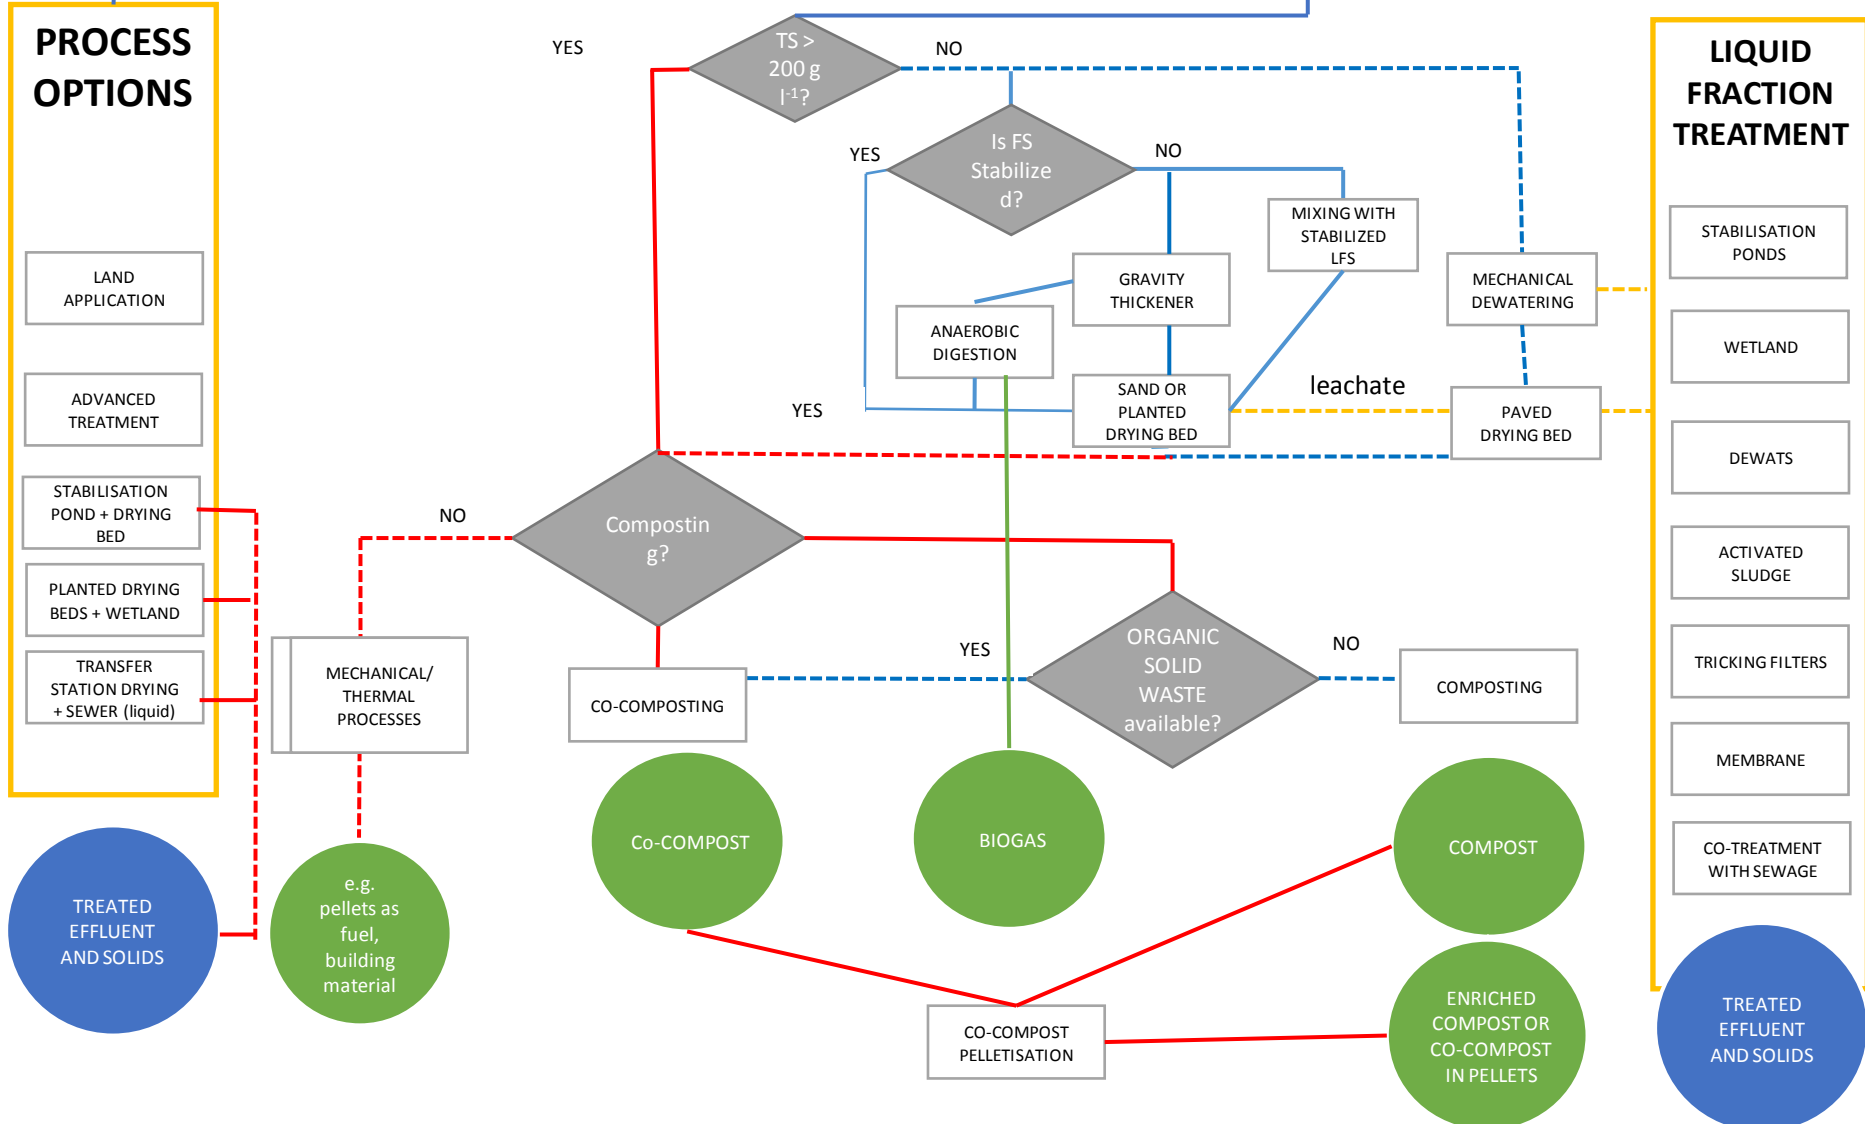 PROCESS
OPTIONS
LAND
APPLICATION
ADVANCED
TREATMENT
STABILISATION
POND + DRYING
BED
PLANTED DRYING
BEDS + WETLAND
TRANSFER
STATION DRYING
+ SEWER (liquid)
TREATED
EFFLUENT
AND SOLIDS
YES
TS >
200 g
l-1?
NO
YES
Is FS
Stabilize
d?
NO
MIXING WITH
STABILIZED
LFS
GRAVITY
THICKENER
MECHANICAL
DEWATERING
ANAEROBIC
DIGESTION
YES
SAND OR
PLANTED
DRYING BED
leachate
PAVED
DRYING BED
NO
Compostin
g?
MECHANICAL/
THERMAL
PROCESSES
CO-COMPOSTING
YES
ORGANIC
SOLID
WASTE
available?
NO
COMPOSTING
e.g.
pellets as
fuel,
building
material
Co-COMPOST
BIOGAS
COMPOST
CO-COMPOST
PELLETISATION
ENRICHED
COMPOST OR
CO-COMPOST
IN PELLETS
LIQUID
FRACTION
TREATMENT
STABILISATION
PONDS
WETLAND
DEWATS
ACTIVATED
SLUDGE
TRICKING FILTERS
MEMBRANE
CO-TREATMENT
WITH SEWAGE
TREATED
EFFLUENT
AND SOLIDS